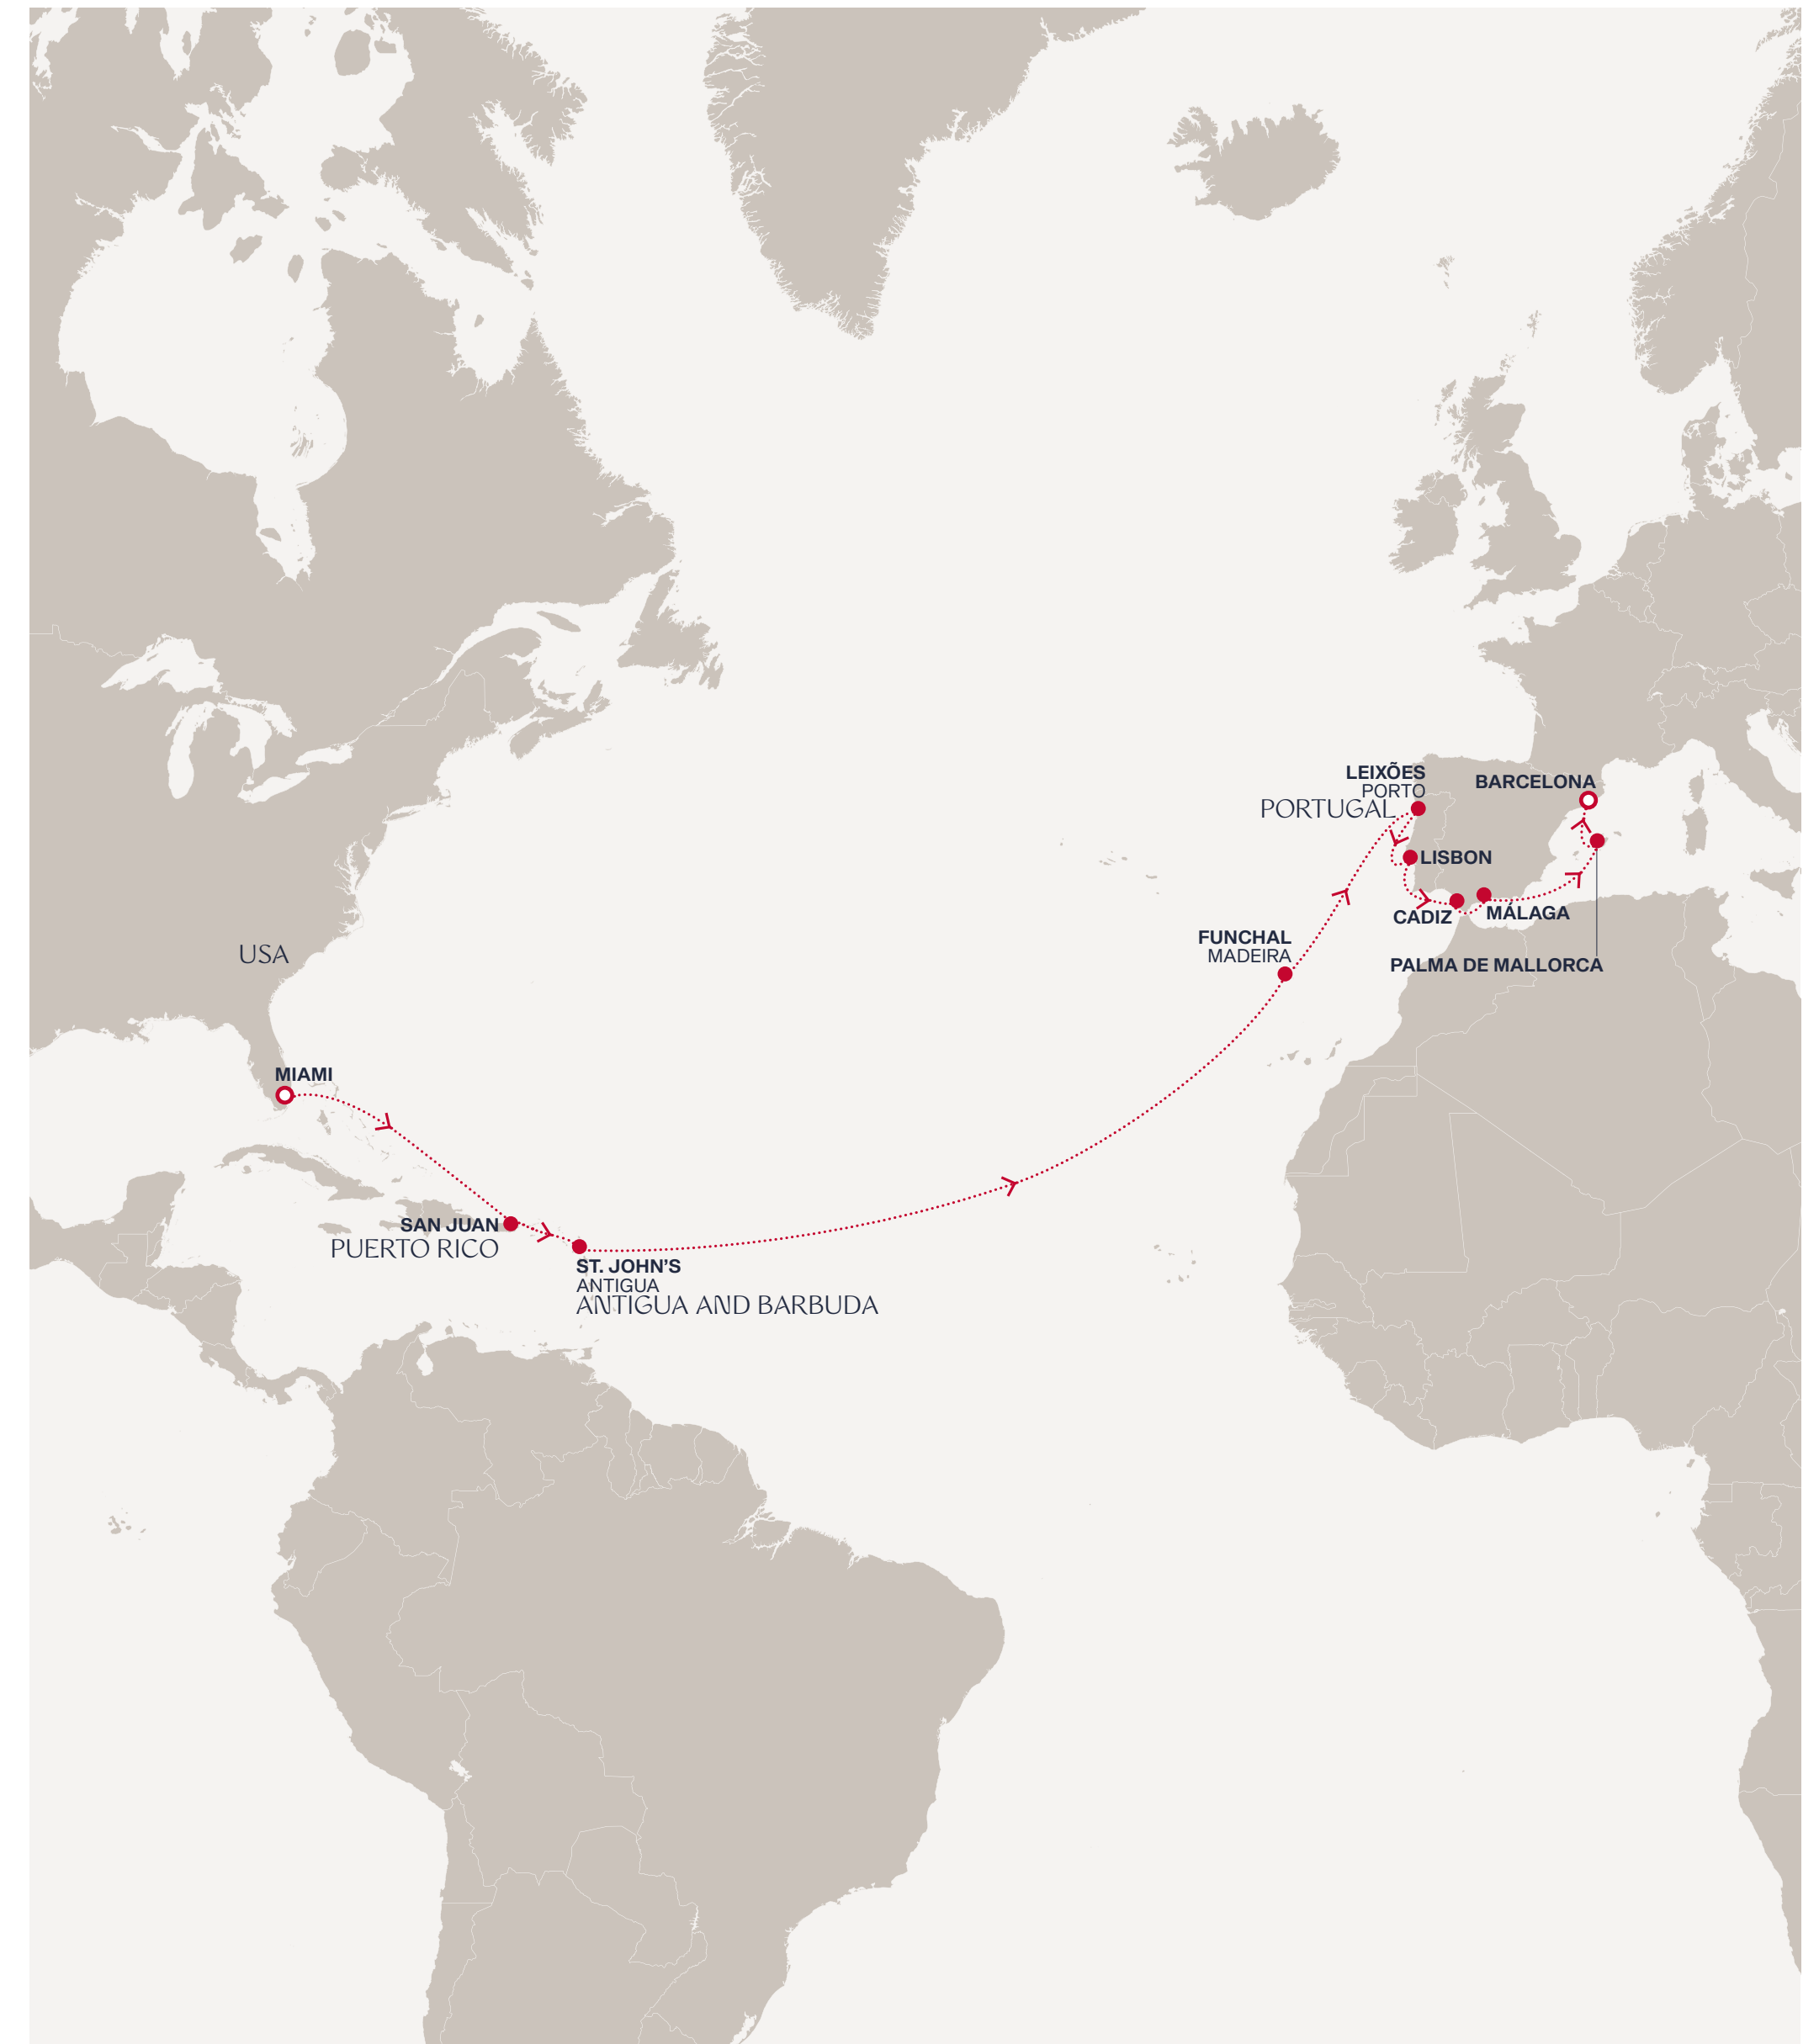 LEIXÕES
PORTO
PORTUGAL
BARCELONA
LISBON
CADIZ
MÁLAGA
FUNCHAL
MADEIRA
PALMA DE MALLORCA
USA
MIAMI
SAN JUAN
PUERTO RICO
ST. JOHN'S
ANTIGUA
ANTIGUA AND BARBUDA